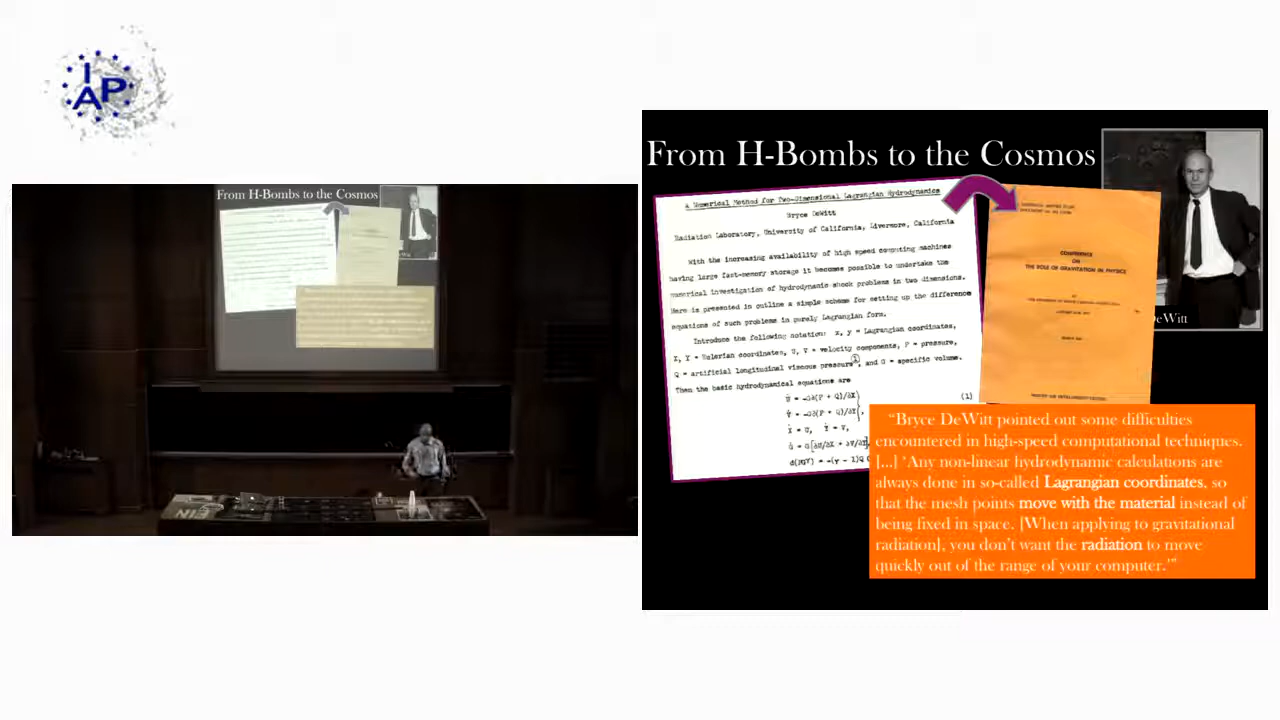 IAP
From H-Bombs to the Cosmos
From H-Bombs to the Cosmos
A Numerical Method for Two-Dimensional Lagrangian Hydrodynamics
Bryce DeWitt
Radiation Laboratory, University of California, Livermore, California
With the increasing availability of high speed computing machines
having large fast-memory storage it becomes possible to undertake the
numerical investigation of hydrodynamic shock problems in two dimensions.
Here is presented in outline a simple scheme for setting up the difference
equations of such problems in purely Lagrangian form.
Introduce the following notation: x, y = Lagrangian coordinates,
X, Y = Eulerian coordinates, U, V = velocity components, P = pressure,
Q = artificial longitudinal viscous pressure, and G = specific volume.
Then the basic hydrodynamical equations are
(1)
CONFERENCE
ON
THE ROLE OF GRAVITATION IN PHYSICS
DeWitt
“Bryce DeWitt pointed out some difficulties
encountered in high-speed computational techniques.
[...] ‘Any non-linear hydrodynamic calculations are
always done in so-called Lagrangian coordinates, so
that the mesh points move with the material instead of
being fixed in space. [When applying to gravitational
radiation], you don’t want the radiation to move
quickly out of the range of your computer.’”